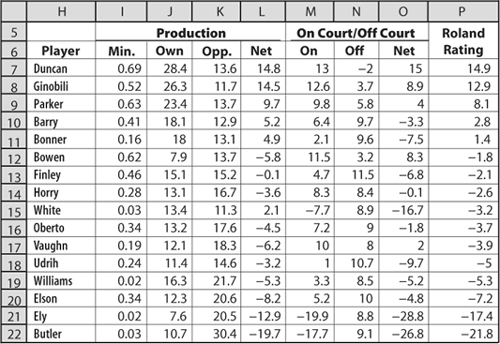 H I J K L M N O P
5 Production On Court/Off Court Roland
6 Player Min. Own Opp. Net On Off Net Rating
7 Duncan 0.69 28.4 13.6 14.8 13 −2 15 14.9
8 Ginobili 0.52 26.3 11.7 14.5 12.6 3.7 8.9 12.9
9 Parker 0.63 23.4 13.7 9.7 9.8 5.8 4 8.1
10 Barry 0.41 18.1 12.9 5.2 6.4 9.7 −3.3 2.8
11 Bonner 0.16 18 13.1 4.9 2.1 9.6 −7.5 1.4
12 Bowen 0.62 7.9 13.7 −5.8 11.5 3.2 8.3 −1.8
13 Finley 0.46 15.1 15.2 −0.1 4.7 11.5 −6.8 −2.1
14 Horry 0.28 13.1 16.7 −3.6 8.3 8.4 −0.1 −2.6
15 White 0.03 13.4 11.3 2.1 −7.7 8.9 −16.7 −3.2
16 Oberto 0.34 13.2 17.6 −4.5 7.2 9 −1.8 −3.7
17 Vaughn 0.19 12.1 18.3 −6.2 10 8 2 −3.9
18 Udrih 0.24 11.4 14.6 −3.2 1 10.7 −9.7 −5
19 Williams 0.02 16.3 21.7 −5.3 3.3 8.5 −5.2 −5.3
20 Elson 0.34 12.3 20.6 −8.2 5.2 10 −4.8 −7.2
21 Ely 0.02 7.6 20.5 −12.9 −19.9 8.8 −28.8 −17.4
22 Butler 0.03 10.7 30.4 −19.7 −17.7 9.1 −26.8 −21.8